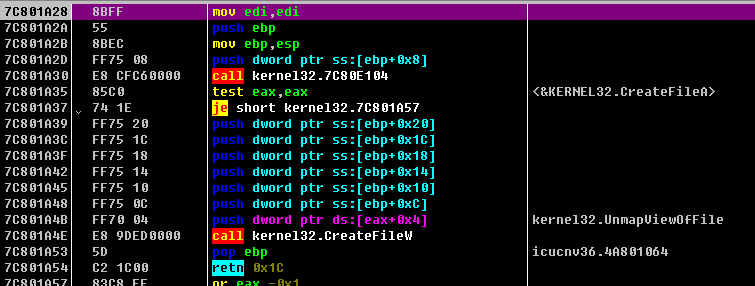 7C801A28 8BFF mov edi,edi
7C801A2A 55 push ebp
7C801A2B 8BEC mov ebp,esp
7C801A2D FF75 08 push dword ptr ss:[ebp+0x8]
7C801A30 E8 CFC60000 call kernel32.7C80E104
7C801A35 85C0 test eax,eax <&KERNEL32.CreateFileA>
7C801A37 74 1E je short kernel32.7C801A57
7C801A39 FF75 20 push dword ptr ss:[ebp+0x20]
7C801A3C FF75 1C push dword ptr ss:[ebp+0x1C]
7C801A3F FF75 18 push dword ptr ss:[ebp+0x18]
7C801A42 FF75 14 push dword ptr ss:[ebp+0x14]
7C801A45 FF75 10 push dword ptr ss:[ebp+0x10]
7C801A48 FF75 0C push dword ptr ss:[ebp+0xC]
7C801A4B FF70 04 push dword ptr ds:[eax+0x4] kernel32.UnmapViewOfFile
7C801A4E E8 9DED0000 call kernel32.CreateFileW
7C801A53 5D pop ebp icucnv36.4A801064
7C801A54 C2 1C00 retn 0x1C
7C801A57 83C8 FF or eax,-0x1